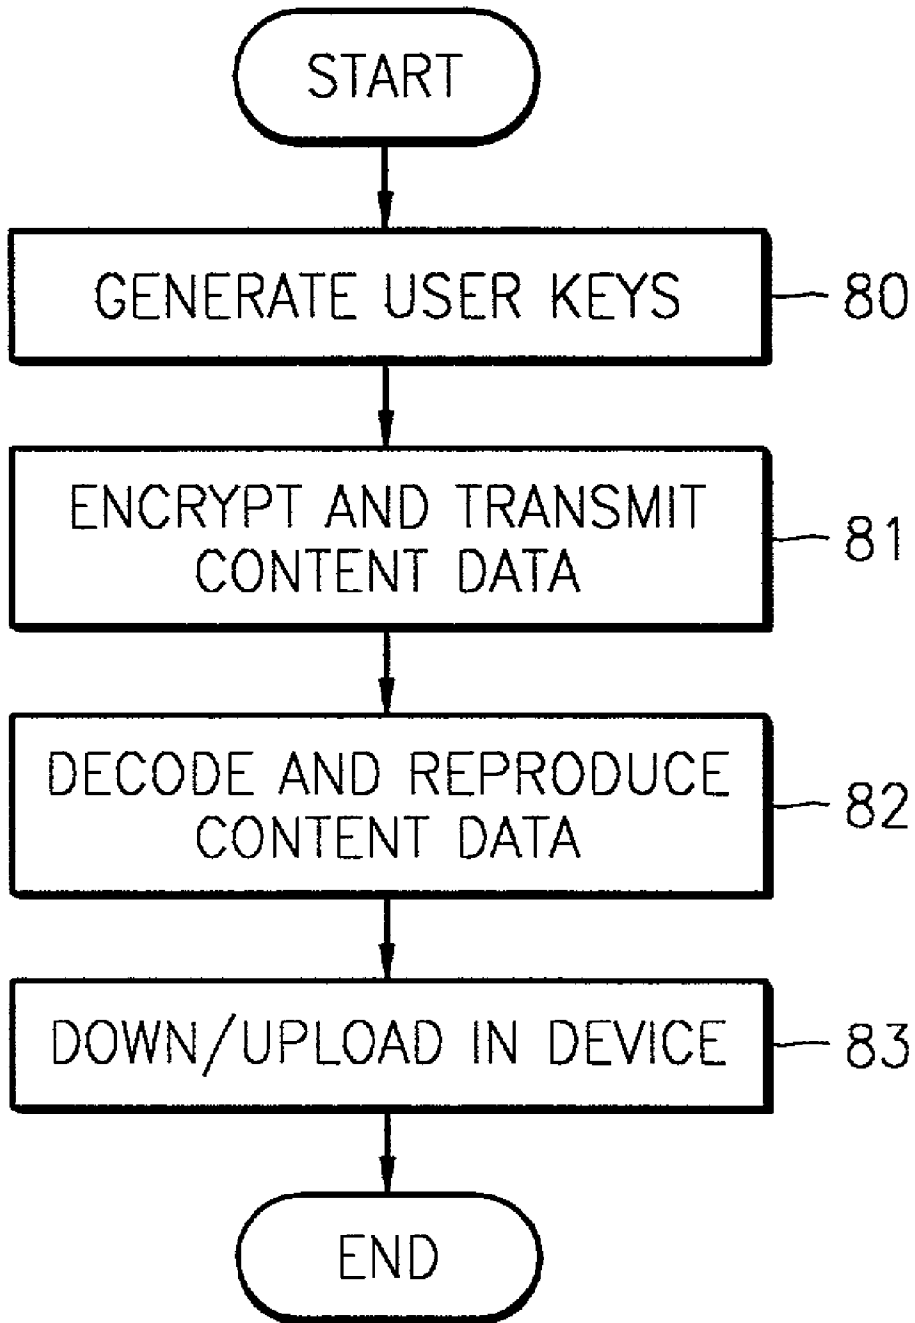 START
GENERATE USER KEYS
80
ENCRYPT AND TRANSMIT
CONTENT DATA
81
DECODE AND REPRODUCE
CONTENT DATA
82
DOWN/UPLOAD IN DEVICE
83
END